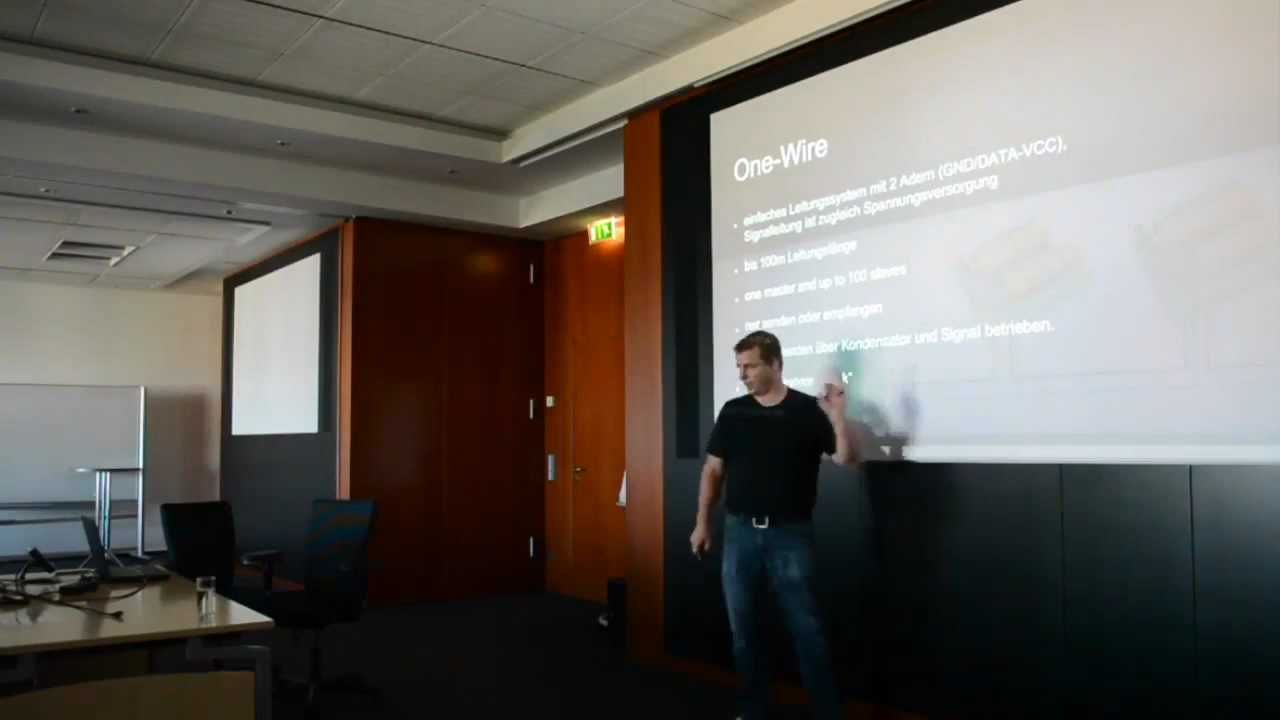 One-Wire
einfaches Leitungssystem mit 2 Adern (GND/DATA-VCC),
Signalleitung ist zugleich Spannungsversorgung
bis 100m Leitungslänge
one master and up to 100 slaves
nur senden oder empfangen
werden über Kondensator und Signal betrieben.